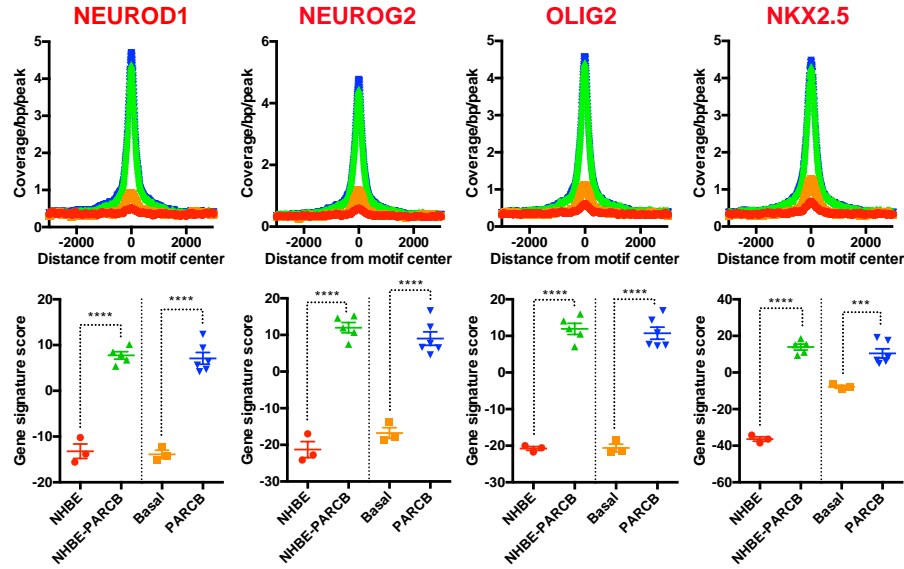 NEUROD1 NEUROG2 OLIG2 NKX2.5
Coverage/bp/peak
5
4
3
2
1
0
-2000 0 2000
Distance from motif center
Coverage/bp/peak
6
4
2
0
-2000 0 2000
Distance from motif center
Coverage/bp/peak
5
4
3
2
1
0
-2000 0 2000
Distance from motif center
Coverage/bp/peak
5
4
3
2
1
0
-2000 0 2000
Distance from motif center
Gene signature score
20
10
0
-10
-20
**** ****
NHBE NHBE-PARCB Basal PARCB
Gene signature score
20
10
0
-10
-20
-30
**** ****
NHBE NHBE-PARCB Basal PARCB
Gene signature score
20
10
0
-10
-20
-30
**** ****
NHBE NHBE-PARCB Basal PARCB
Gene signature score
40
20
0
-20
-40
-60
**** ***
NHBE NHBE-PARCB Basal PARCB